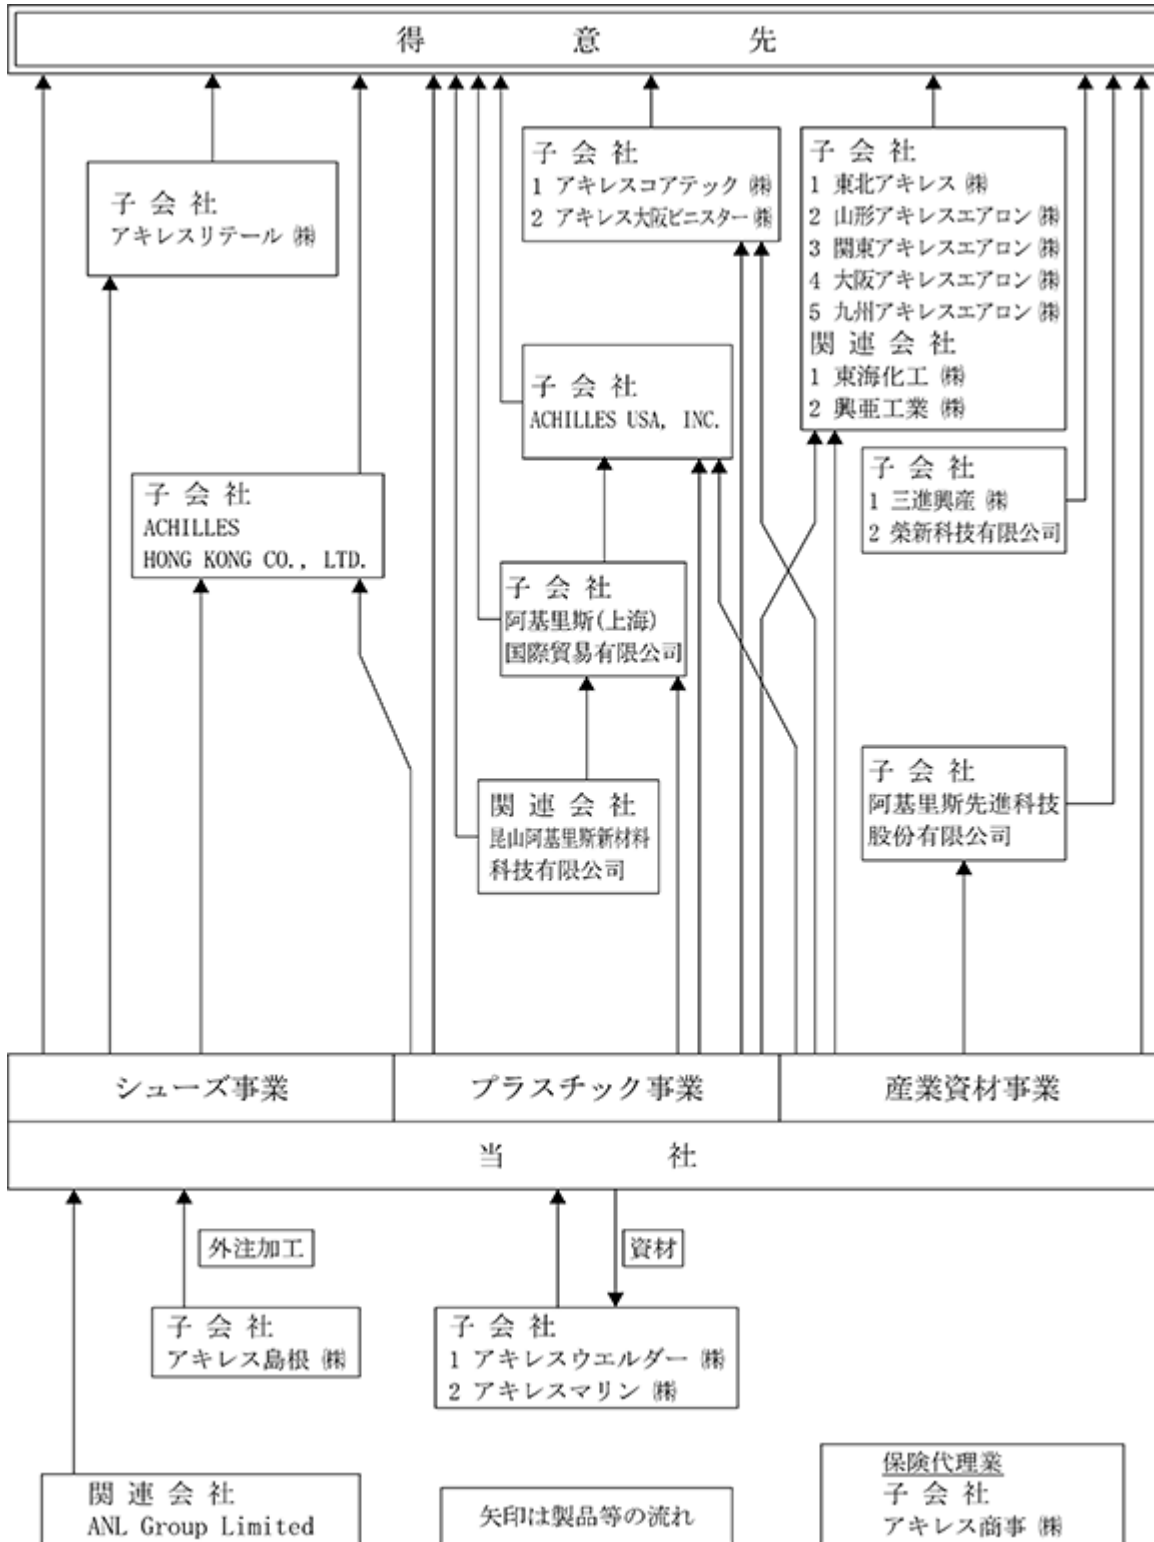 得意先
子会社
アキレスリテール ㈱
子会社
1 アキレスコアテック ㈱
2 アキレス大阪ビニスター ㈱
子会社
1 東北アキレス ㈱
2 山形アキレスエアロン ㈱
3 関東アキレスエアロン ㈱
4 大阪アキレスエアロン ㈱
5 九州アキレスエアロン ㈱
関連会社
1 東海化工 ㈱
2 興亜工業 ㈱
子会社
ACHILLES USA, INC.
子会社
ACHILLES
HONG KONG CO., LTD.
子会社
1 三進興産 ㈱
2 榮新科技有限公司
子会社
阿基里斯(上海)
国際貿易有限公司
関連会社
昆山阿基里斯新材料
科技有限公司
子会社
阿基里斯先進科技
股份有限公司
シューズ事業
プラスチック事業
産業資材事業
当社
外注加工
資材
子会社
アキレス島根 ㈱
子会社
1 アキレスウエルダー ㈱
2 アキレスマリン ㈱
関連会社
ANL Group Limited
矢印は製品等の流れ
保険代理業
子会社
アキレス商事 ㈱